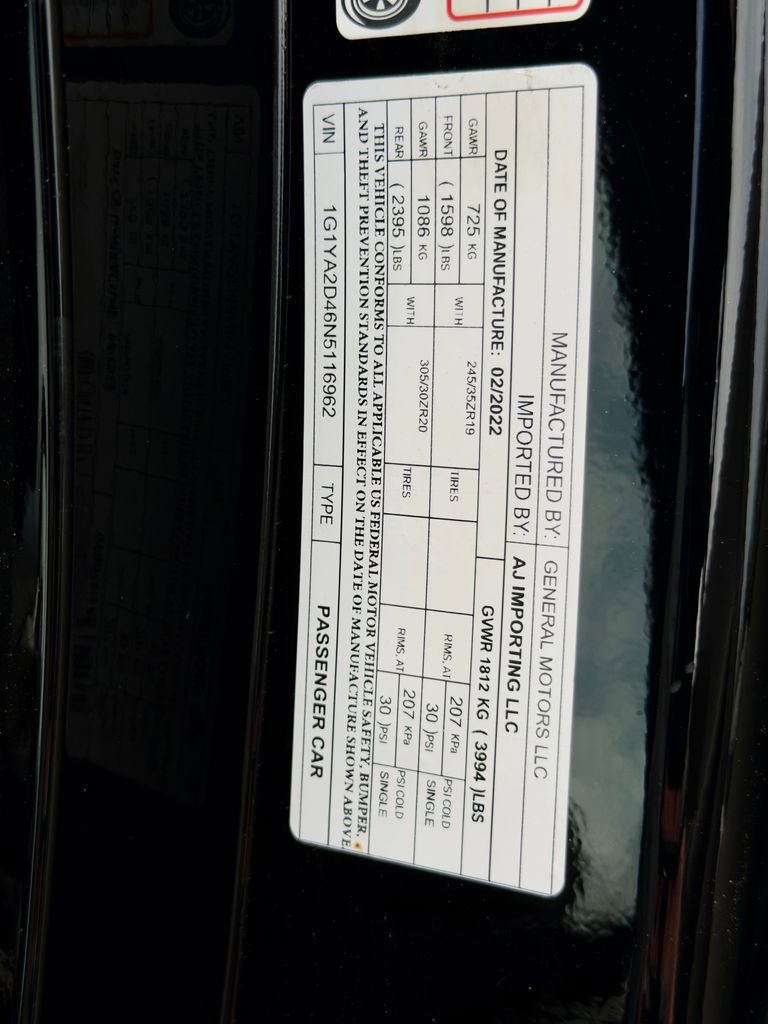 MANUFACTURED BY: GENERAL MOTORS LLC
IMPORTED BY: AJ IMPORTING LLC
DATE OF MANUFACTURE: 02/2022 GVWR 1812 KG ( 3994 )LBS
GAWR 725 KG WITH 245/35ZR19 TIRES RIMS, AT 207 KPa PSI COLD
FRONT ( 1598 )LBS 30 )PSI SINGLE
GAWR 1086 KG WITH 305/30ZR20 TIRES RIMS, AT 207 KPa PSI COLD
REAR ( 2395 )LBS 30 )PSI SINGLE
THIS VEHICLE CONFORMS TO ALL APPLICABLE US FEDERAL MOTOR VEHICLE SAFETY, BUMPER,
AND THEFT PREVENTION STANDARDS IN EFFECT ON THE DATE OF MANUFACTURE SHOWN ABOVE.
VIN 1G1YA2D46N5116962 TYPE PASSENGER CAR